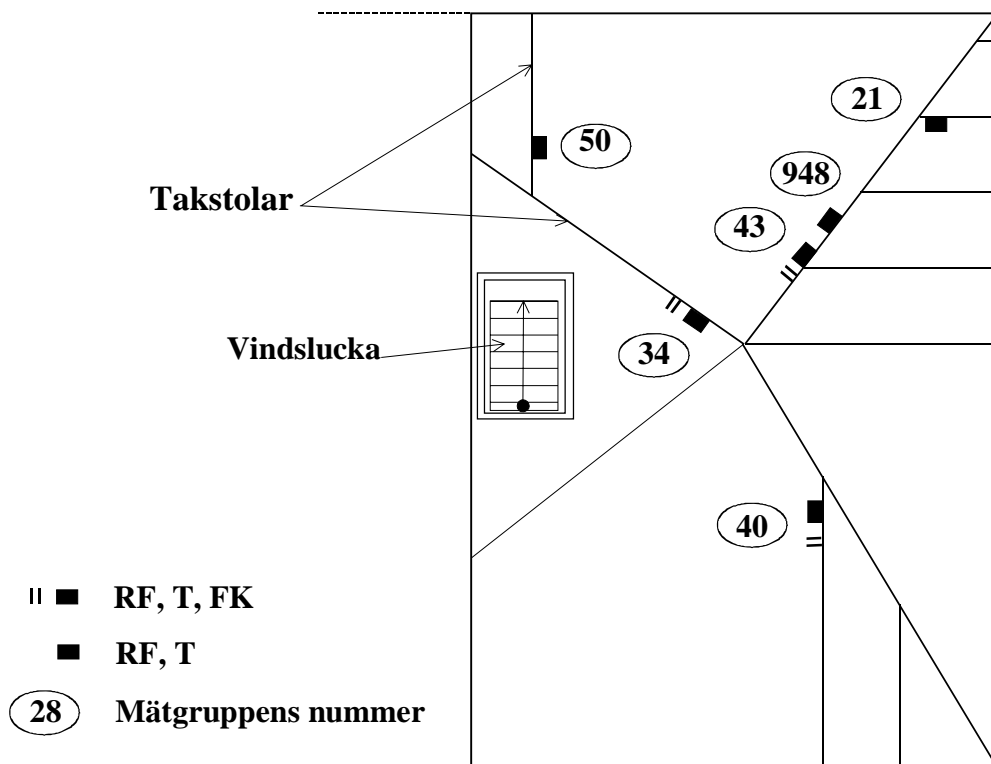 21
50
948
Takstolar
43
Vindslucka
34
40
RF, T, FK
RF, T
28 Mätgruppens nummer